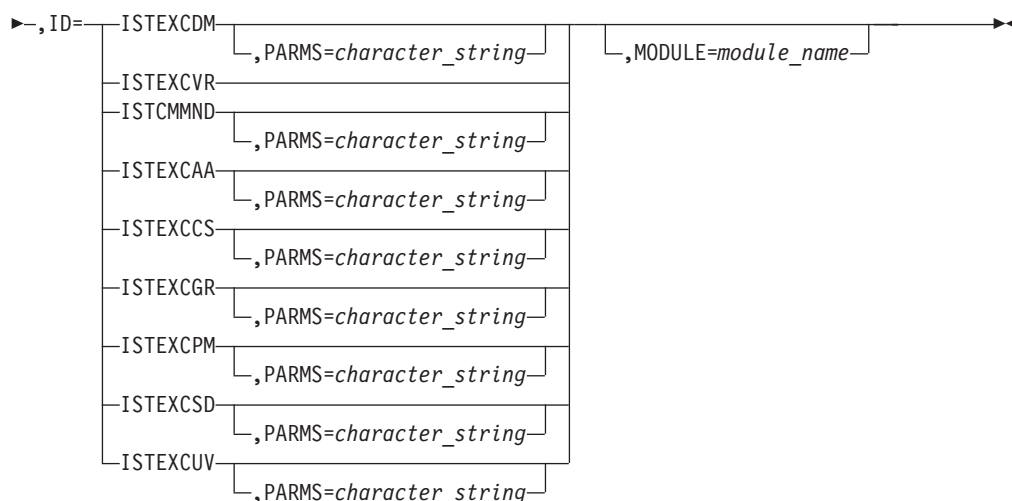 ,ID= ISTEXCDM
,PARMS=character_string ,MODULE=module_name
ISTEXCVR
ISTCMMND
,PARMS=character_string
ISTEXCAA
,PARMS=character_string
ISTEXCCS
,PARMS=character_string
ISTEXCGR
,PARMS=character_string
ISTEXCPM
,PARMS=character_string
ISTEXCSD
,PARMS=character_string
ISTEXCUV
,PARMS=character_string